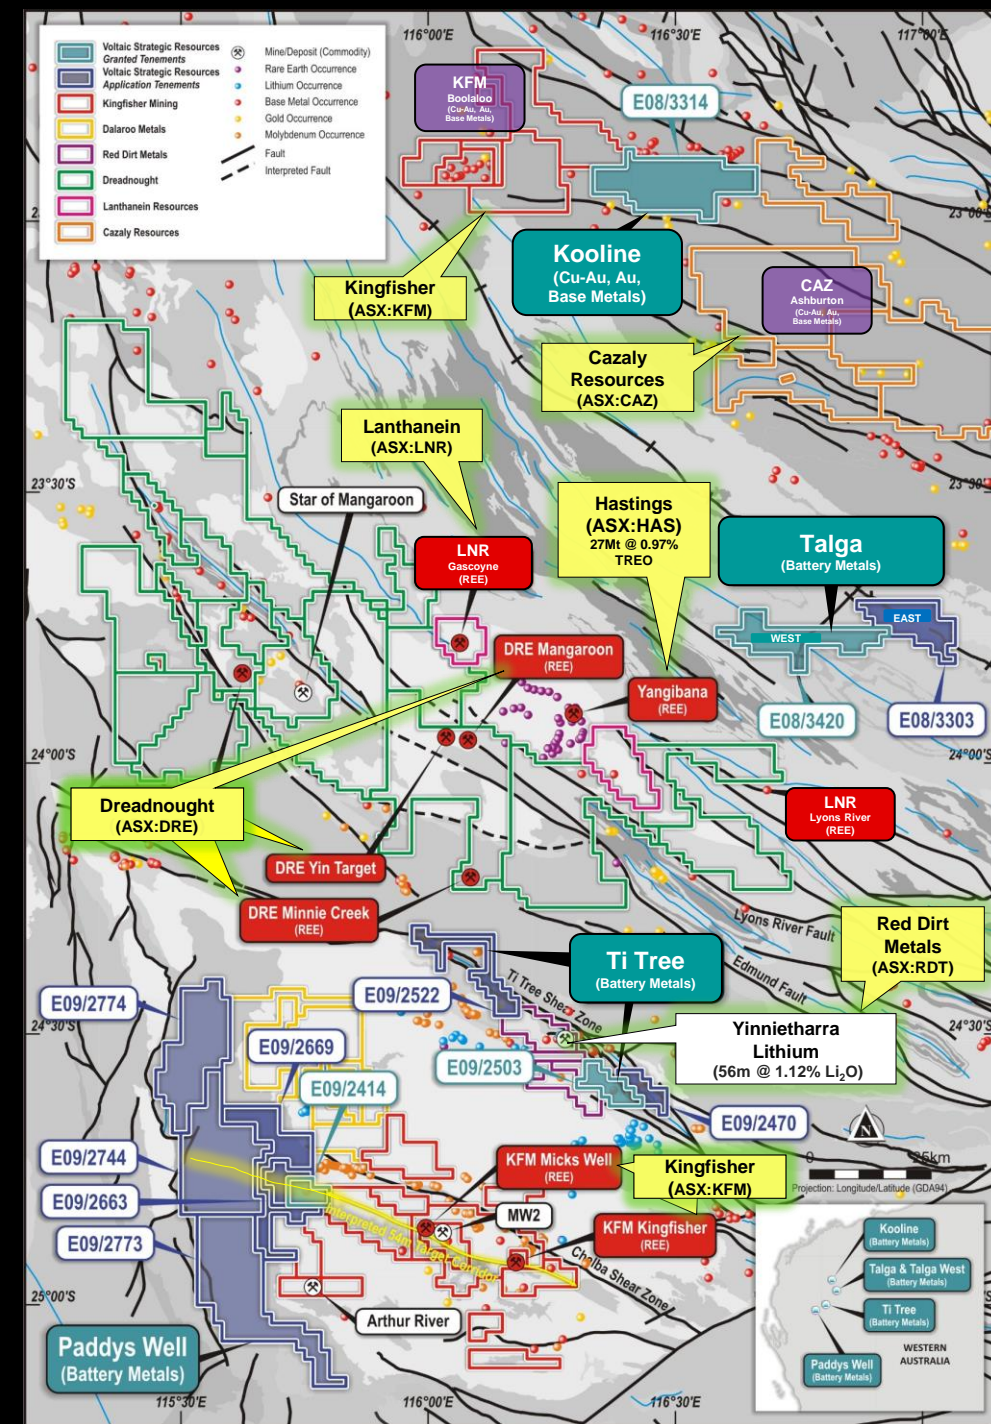 116°00'E
116°30'E
117°00'E
Voltaic Strategic Resources
Granted Tenements
Voltaic Strategic Resources
Application Tenements
Kingfisher Mining
Dalaroo Metals
Red Dirt Metals
Dreadnought
Lanthanein Resources
Cazaly Resources
Mine/Deposit (Commodity)
Rare Earth Occurrence
Lithium Occurrence
Base Metal Occurrence
Gold Occurrence
Molybdenum Occurrence
Fault
Interpreted Fault
KFM
Boolaloo
(Cu-Au, Au,
Base Metals)
E08/3314
23°00'S
Kooline
(Cu-Au, Au,
Base Metals)
Kingfisher
(ASX:KFM)
CAZ
Ashburton
(Cu-Au, Au,
Base Metals)
Cazaly
Resources
(ASX:CAZ)
Lanthanein
(ASX:LNR)
23°30'S
23°30'S
Star of Mangaroon
Hastings
(ASX:HAS)
27Mt @ 0.97%
TREO
LNR
Gascoyne
(REE)
Talga
(Battery Metals)
EAST
WEST
DRE Mangaroon
(REE)
Yangibana
(REE)
E08/3420
E08/3303
24°00'S
24°00'S
Dreadnought
(ASX:DRE)
LNR
Lyons River
(REE)
DRE Yin Target
DRE Minnie Creek
(REE)
Lyons River Fault
Red Dirt
Metals
(ASX:RDT)
Edmund Fault
Ti Tree
(Battery Metals)
Ti Tree Shear Zone
E09/2774
E09/2522
24°30'S
24°30'S
Yinnietharra
Lithium
(56m @ 1.12% Li₂O)
E09/2669
E09/2503
E09/2414
E09/2470
N
E09/2744
KFM Micks Well
(REE)
Kingfisher
(ASX:KFM)
0
25km
Projection: Longitude/Latitude (GDA94)
E09/2663
MW2
KFM Kingfisher
(REE)
Interpreted 54m Target Corridor
E09/2773
Chalba Shear Zone
25°00'S
Arthur River
Paddys Well
(Battery Metals)
Kooline
(Battery Metals)
Talga & Talga West
(Battery Metals)
Ti Tree
(Battery Metals)
WESTERN
AUSTRALIA
Paddys Well
(Battery Metals)
115°30'E
116°00'E
116°30'E